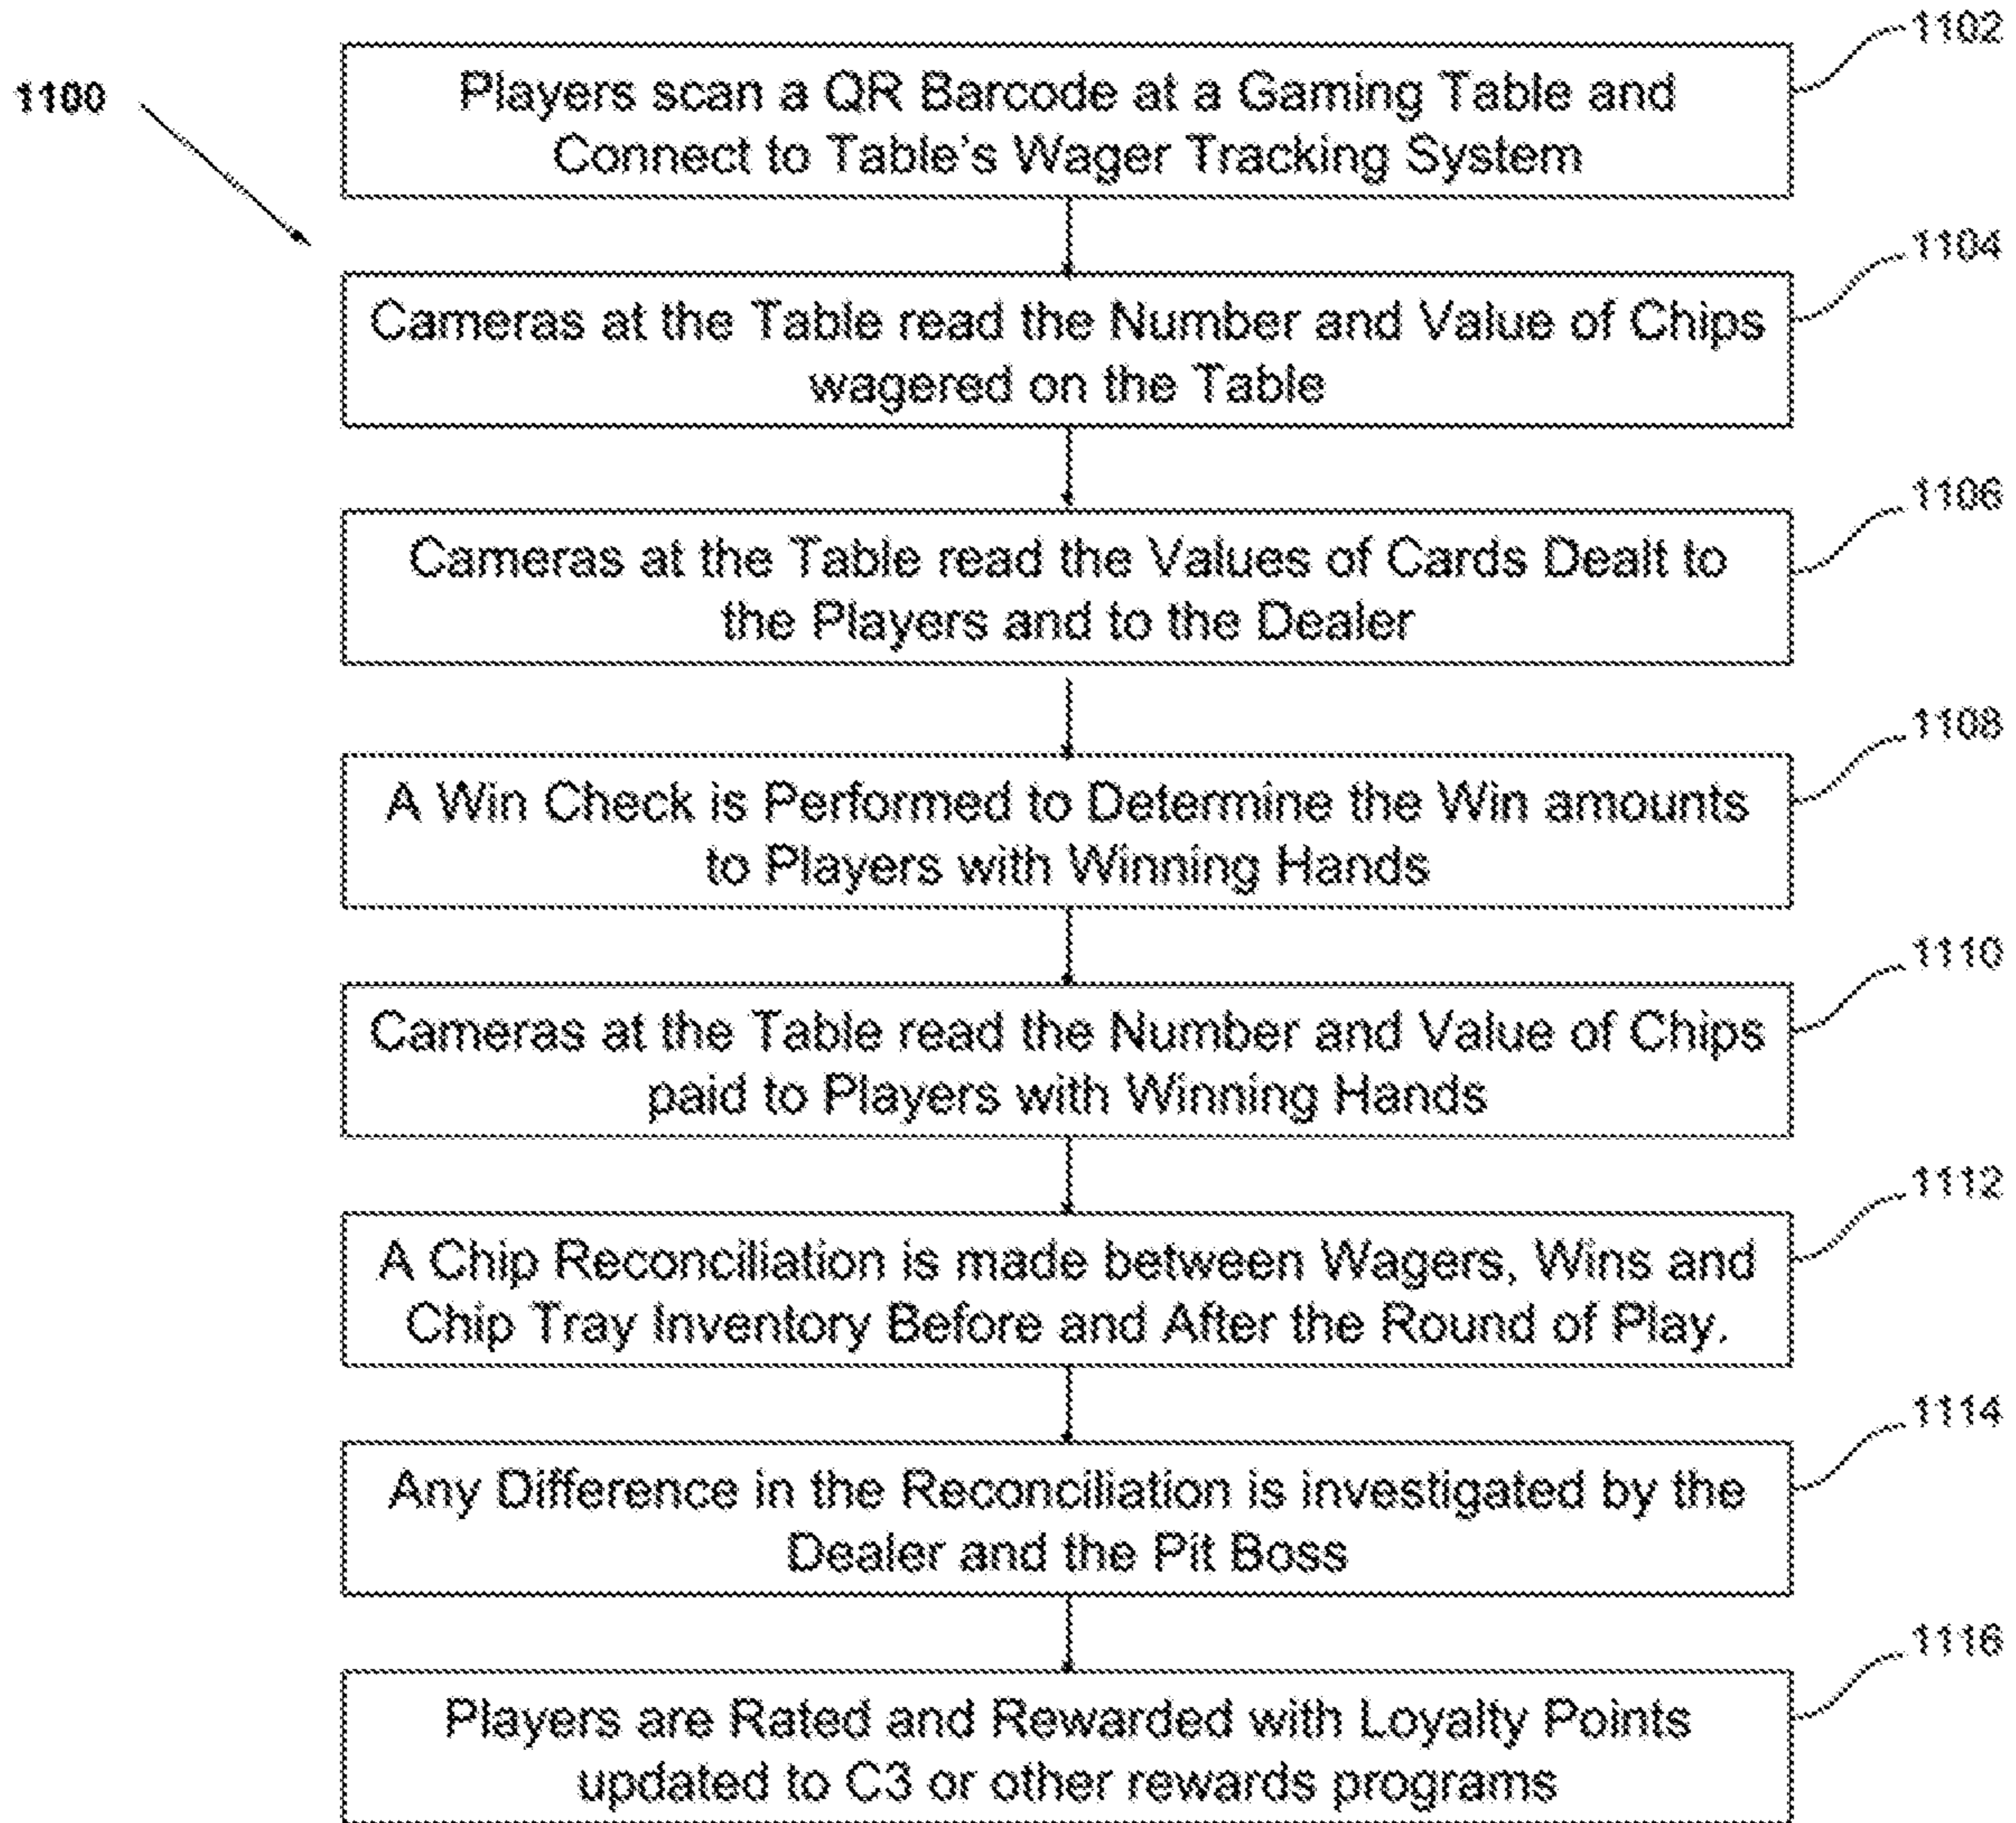 1100
1102
Players scan a QR Barcode at a Gaming Table and
Connect to Table's Wager Tracking System
1104
Cameras at the Table read the Number and Value of Chips
wagered on the Table
1106
Cameras at the Table read the Values of Cards Dealt to
the Players and to the Dealer
1108
A Win Check is Performed to Determine the Win amounts
to Players with Winning Hands
1110
Cameras at the Table read the Number and Value of Chips
paid to Players with Winning Hands
1112
A Chip Reconciliation is made between Wagers, Wins and
Chip Tray Inventory Before and After the Round of Play.
1114
Any Difference in the Reconciliation is investigated by the
Dealer and the Pit Boss
1116
Players are Rated and Rewarded with Loyalty Points
updated to C3 or other rewards programs